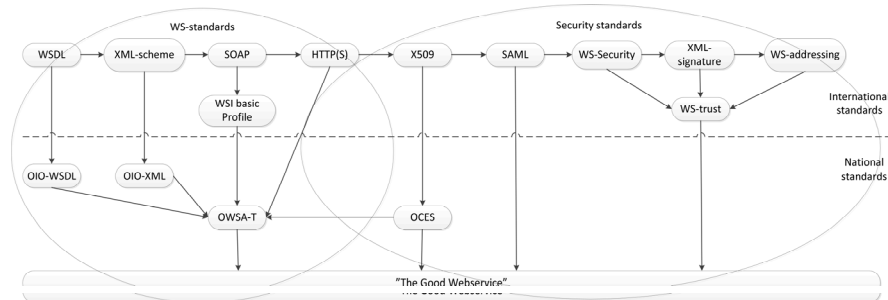 Security standards
WS-standards
WSDL
XML-scheme
SOAP
HTTP(S)
X509
SAML
WS-Security
XML-
signature
WS-addressing
WSI basic
Profile
WS-trust
International
standards
National
standards
OIO-WSDL
OIO-XML
OWSA-T
OCES
"The Good Webservice"